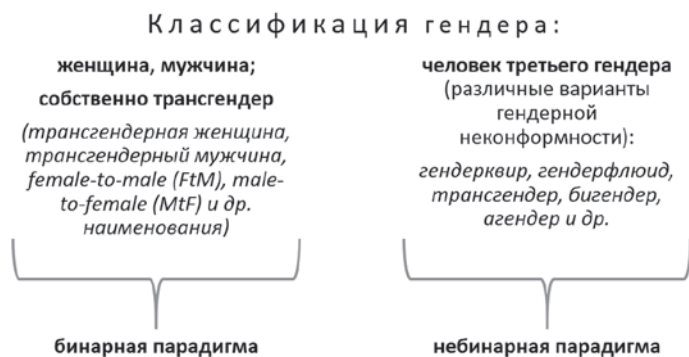 Классификация гендера:
женщина, мужчина;
собственно трансгендер
(трансгендерная женщина,
трансгендерный мужчина,
female-to-male (FtM), male-
to-female (MtF) и др.
наименования)
бинарная парадигма
человек третьего гендера
(различные варианты
гендерной
неконформности):
гендерквир, гендерфлюид,
трансгендер, бигендер,
агендер и др.
небинарная парадигма